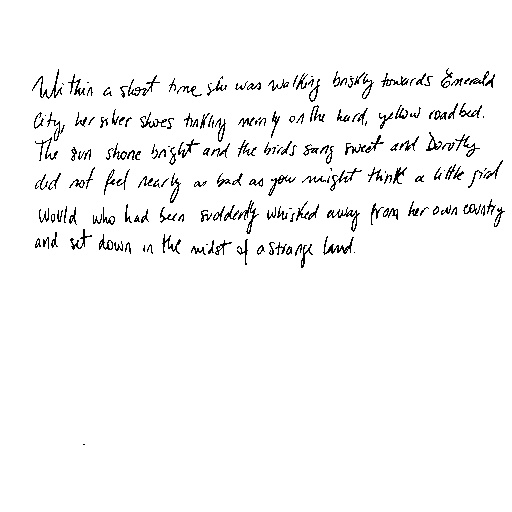 Within a short time she was walking briskly towards Emerald
City, her silver shoes tinkling merrily on the hard, yellow roadbed.
The sun shone bright and the birds sang sweet and Dorothy
did not feel nearly as bad as you might think a little girl
would who had been suddenly whisked away from her own country
and set down in the midst of a strange land.